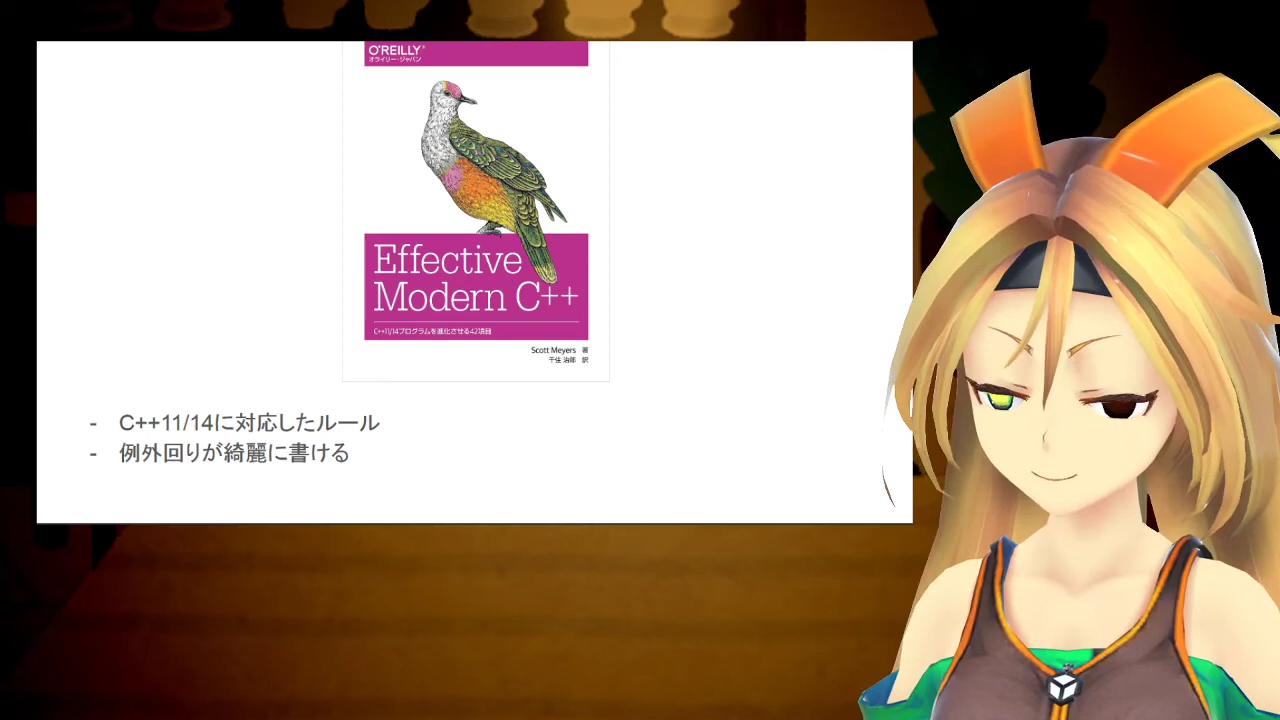 O'REILLY®
オライリー・ジャパン
Effective
Modern C++
C++11/14プログラムを進化させる42項目
Scott Meyers 著
千住 治郎 訳
- C++11/14に対応したルール
- 例外回りが綺麗に書ける